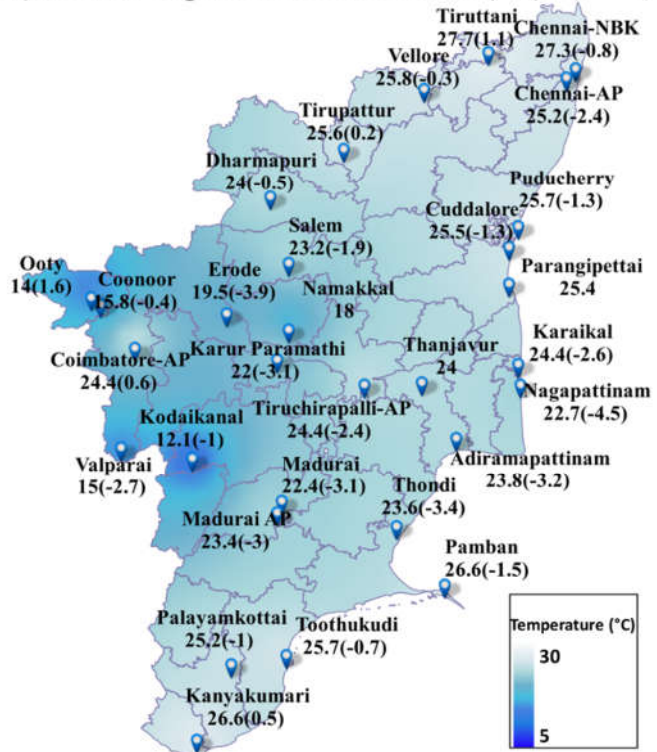 Tiruttani
27.7(1.1)
Chennai-NBK
27.3(-0.8)
Vellore
25.8(-0.3)
Chennai-AP
25.2(-2.4)
Tirupattur
25.6(0.2)
Dharmapuri
24(-0.5)
Puducherry
25.7(-1.3)
Cuddalore
25.5(-1.3)
Salem
23.2(-1.9)
Ooty
14(1.6)
Coonoor
15.8(-0.4)
Erode
19.5(-3.9)
Namakkal
18
Parangipettai
25.4
Karaikal
24.4(-2.6)
Coimbatore-AP
24.4(0.6)
Karur Paramathi
22(-3.1)
Thanjavur
24
Nagapattinam
22.7(-4.5)
Tiruchirapalli-AP
24.4(-2.4)
Kodaikanal
12.1(-1)
Valparai
15(-2.7)
Adiramapattinam
23.8(-3.2)
Madurai
22.4(-3.1)
Thondi
23.6(-3.4)
Madurai AP
23.4(-3)
Pamban
26.6(-1.5)
Palayamkottai
25.2(-1)
Toothukudi
25.7(-0.7)
Kanyakumari
26.6(0.5)
Temperature (°C)
30
5